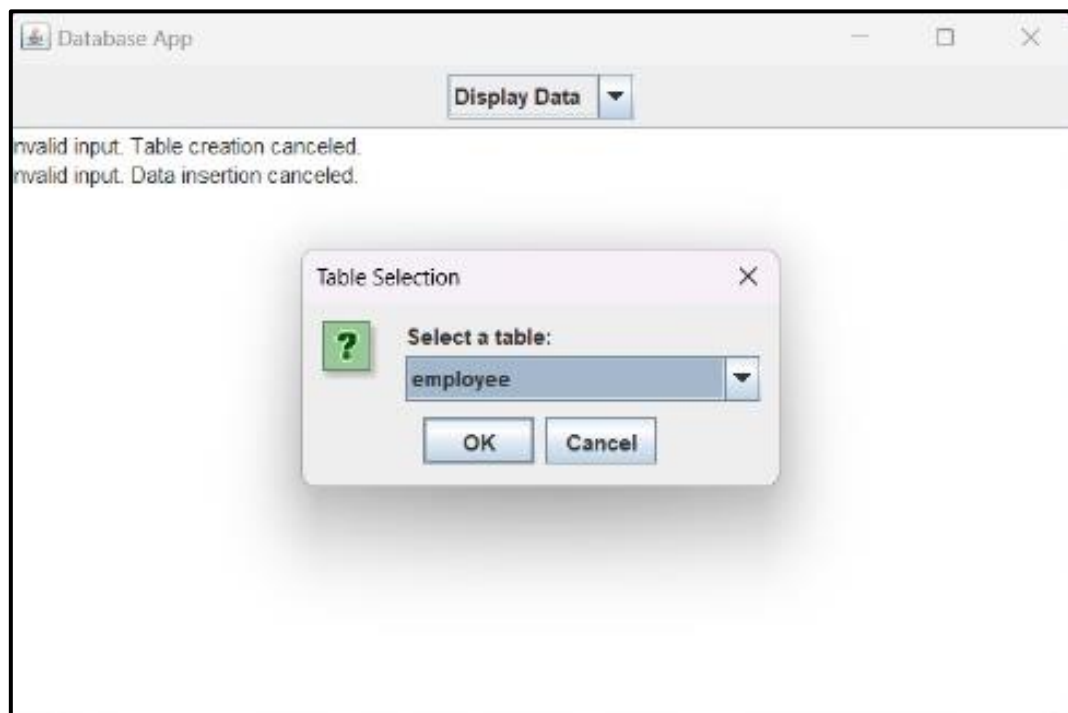 Database App
Display Data
nvalid input. Table creation canceled.
nvalid input. Data insertion canceled.
Table Selection
?
Select a table:
employee
OK Cancel